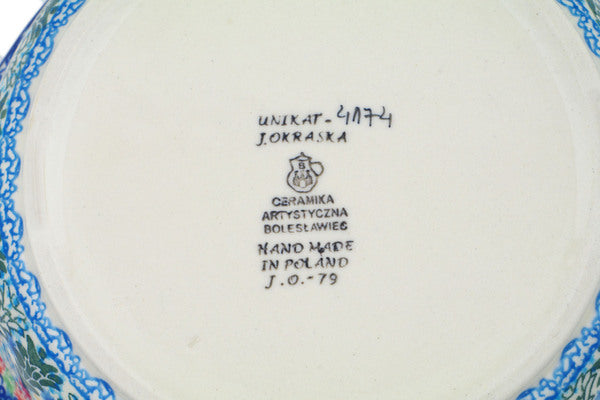 UNIKAT-4174
J.OKRASKA
CERAMIKA
ARTYSTYCZNA
BOLESŁAWIEC
HAND MADE
IN POLAND
J.O.-79